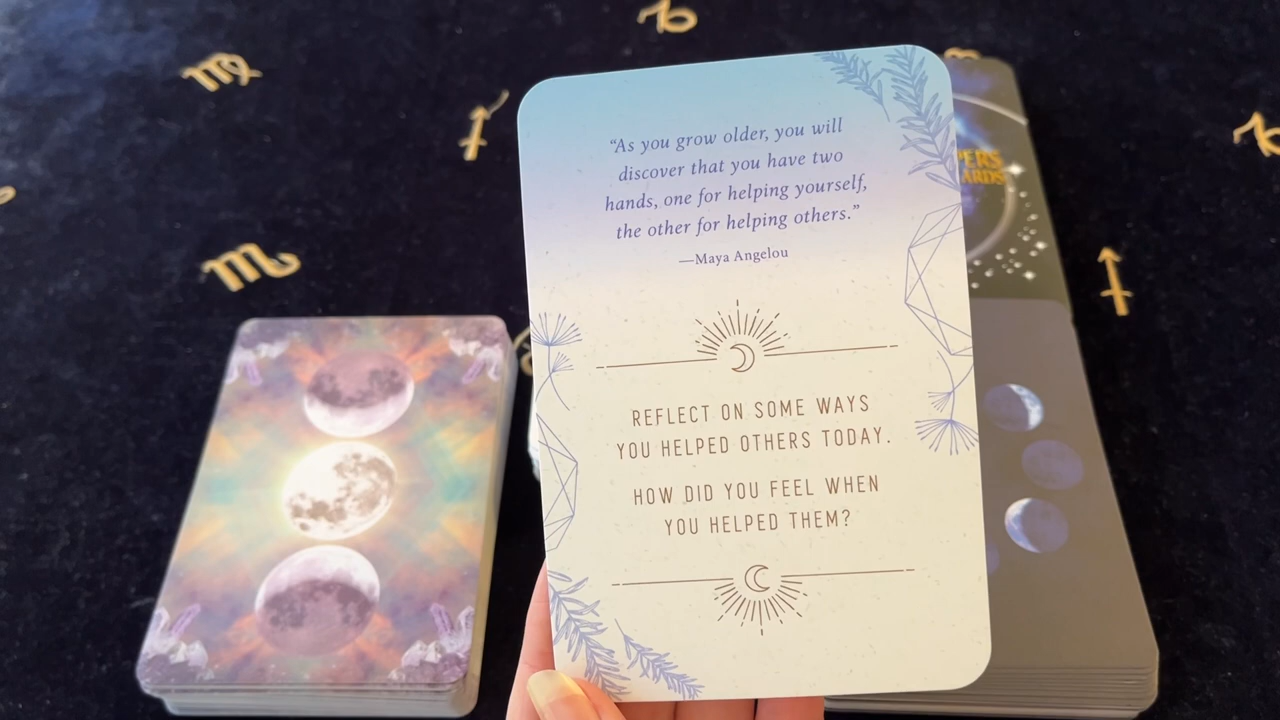 “As you grow older, you will
discover that you have two
hands, one for helping yourself,
the other for helping others.”
—Maya Angelou
REFLECT ON SOME WAYS
YOU HELPED OTHERS TODAY.
HOW DID YOU FEEL WHEN
YOU HELPED THEM?